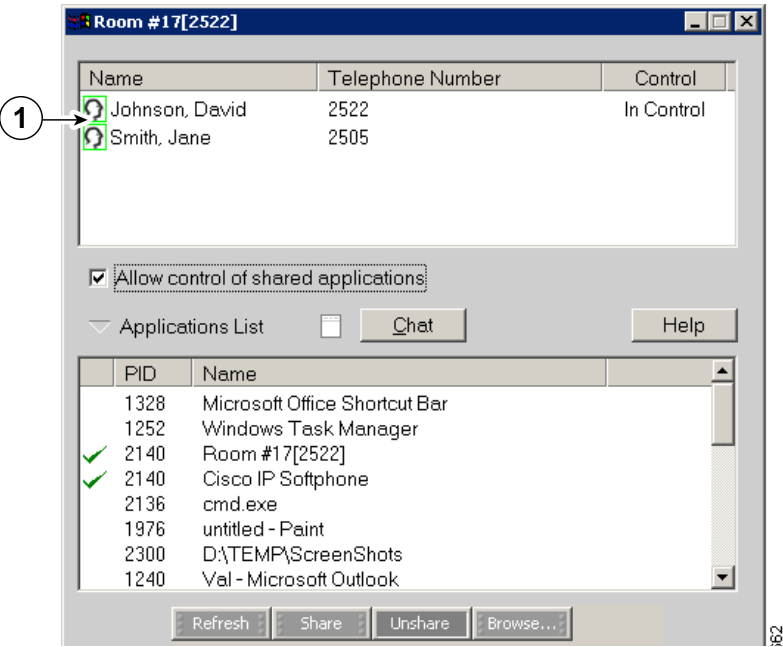 Room #17[2522]
Name Telephone Number Control
1
Johnson, David 2522 In Control
Smith, Jane 2505
Allow control of shared applications
Applications List Chat Help
PID Name
1328 Microsoft Office Shortcut Bar
1252 Windows Task Manager
2140 Room #17[2522]
2140 Cisco IP Softphone
2136 cmd.exe
1976 untitled - Paint
2300 D:\TEMP\ScreenShots
1240 Val - Microsoft Outlook
Refresh Share Unshare Browse...